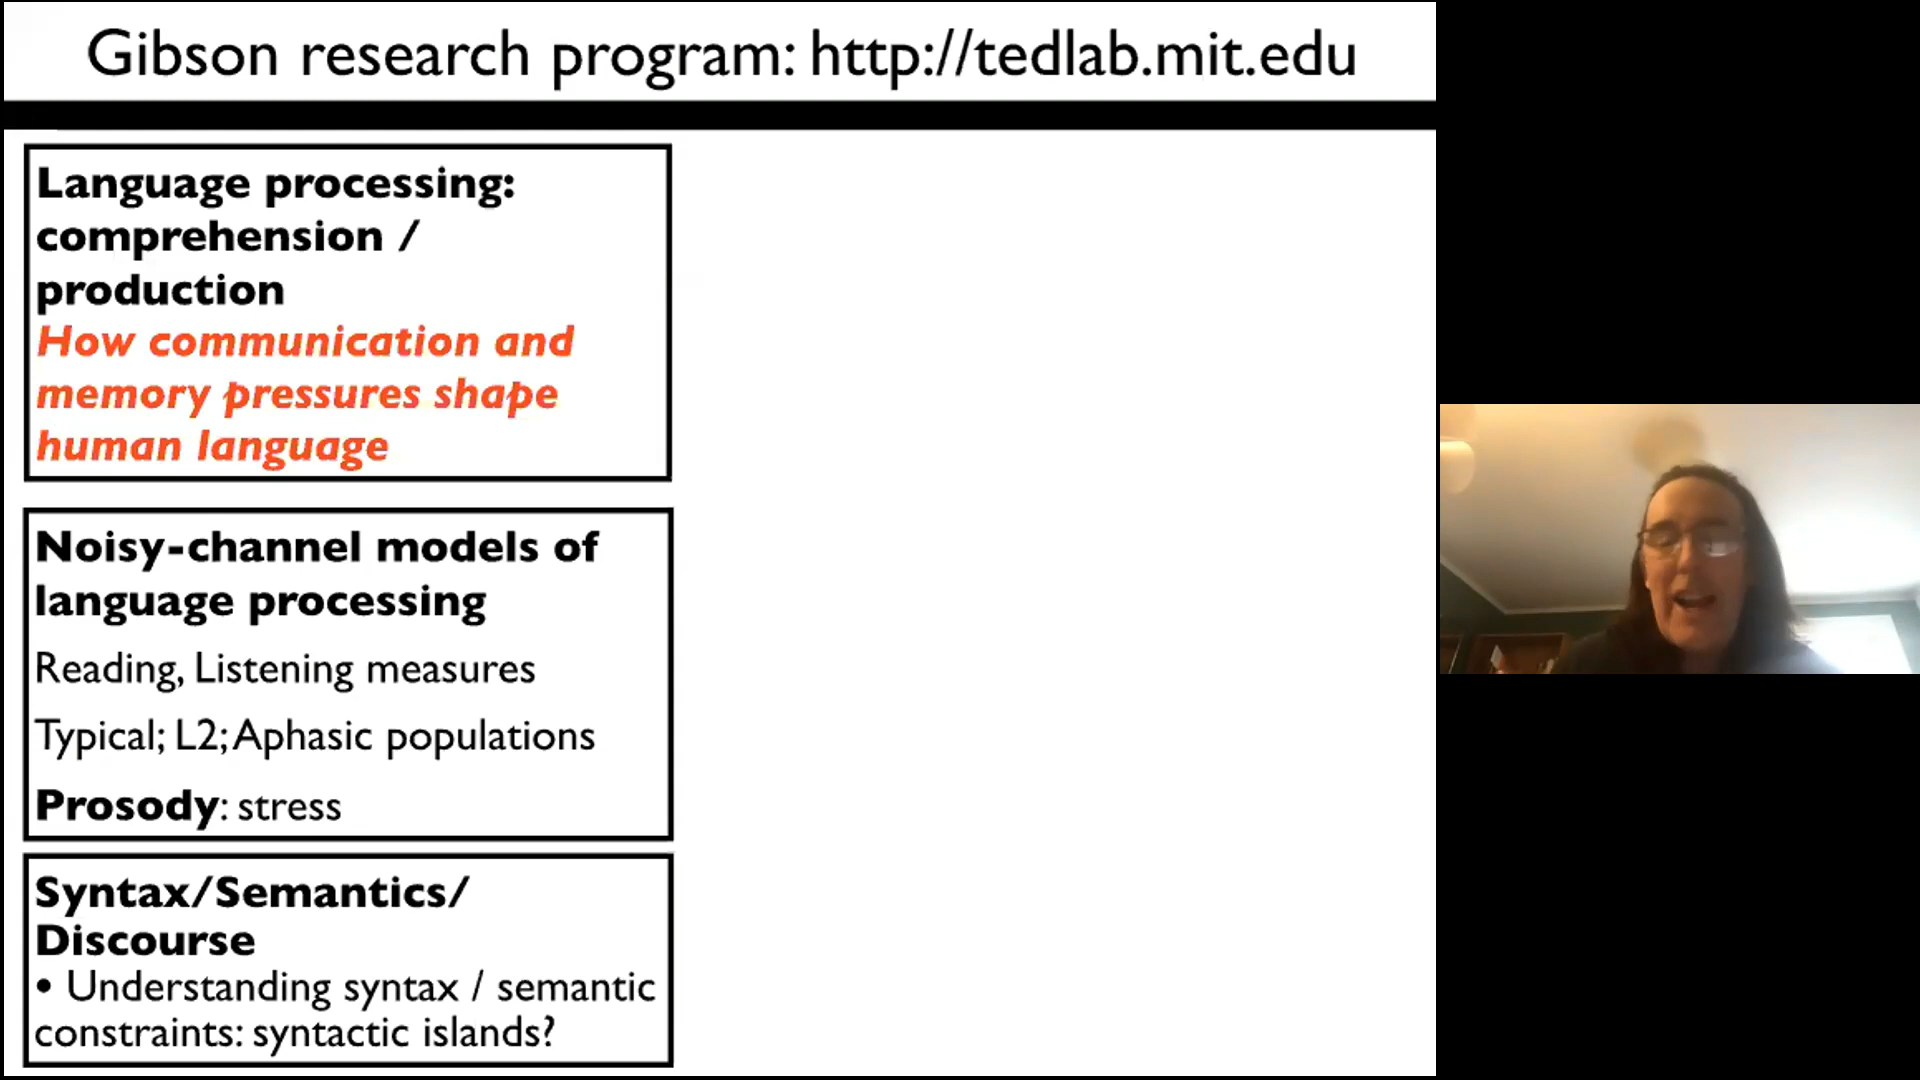 Gibson research program: http://tedlab.mit.edu
Language processing:
comprehension /
production
How communication and
memory pressures shape
human language
Noisy-channel models of
language processing
Reading, Listening measures
Typical; L2; Aphasic populations
Prosody: stress
Syntax/Semantics/
Discourse
• Understanding syntax / semantic
constraints: syntactic islands?